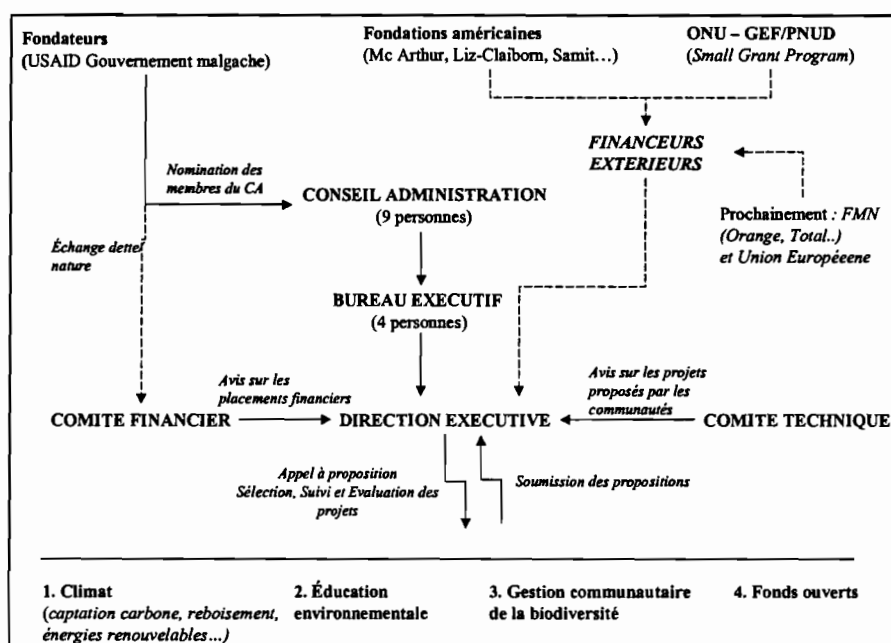 Fondateurs
(USAID Gouvernement malgache)
Fondations américaines
(Mc Arthur, Liz-Claiborn, Samit…)
ONU – GEF/PNUD
(Small Grant Program)
FINANCEURS
EXTERIEURS
Nomination des
membres du CA
CONSEIL ADMINISTRATION
(9 personnes)
Prochainement : FMN
(Orange, Total..)
et Union Européeene
Échange dette/
nature
BUREAU EXECUTIF
(4 personnes)
Avis sur les
placements financiers
Avis sur les projets
proposés par les
communautés
COMITE FINANCIER
DIRECTION EXECUTIVE
COMITE TECHNIQUE
Appel à proposition
Sélection, Suivi et Evaluation des
projets
Soumission des propositions
1. Climat
(captation carbone, reboisement,
énergies renouvelables...)
2. Éducation
environnementale
3. Gestion communautaire
de la biodiversité
4. Fonds ouverts